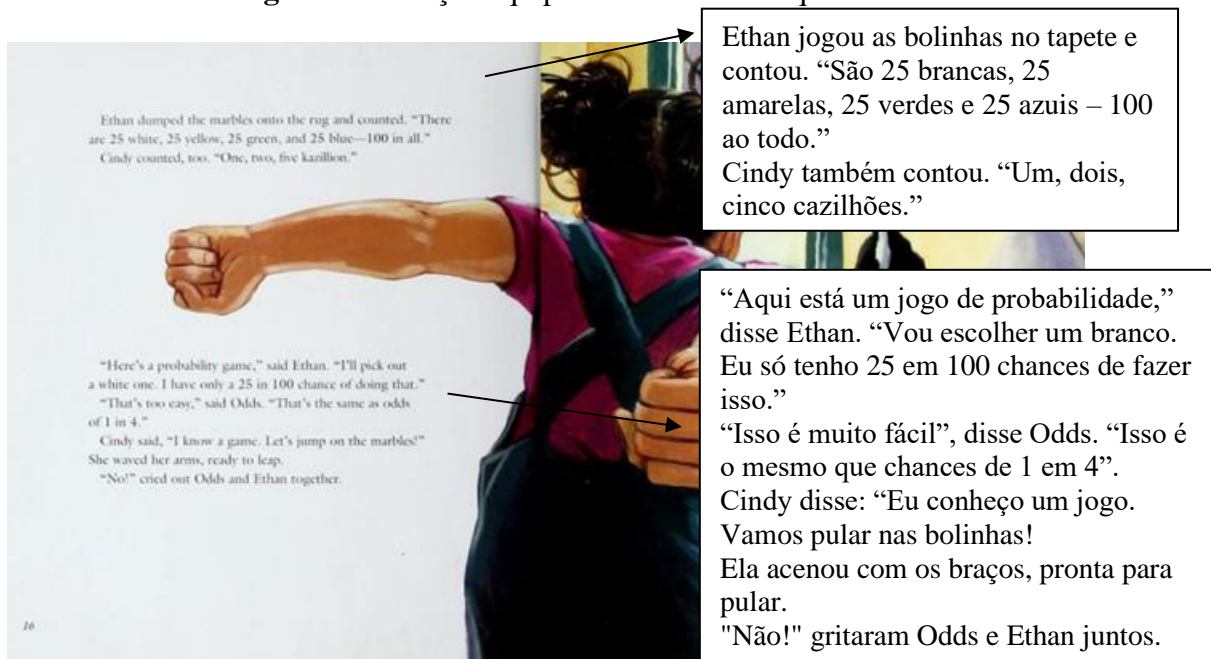 Ethan dumped the marbles onto the rug and counted. “There
are 25 white, 25 yellow, 25 green, and 25 blue—100 in all.”
Cindy counted, too. “One, two, five kazillion.”
“Here’s a probability game,” said Ethan. “I’ll pick out
a white one. I have only a 25 in 100 chance of doing that.”
“That’s too easy,” said Odds. “That’s the same as odds
of 1 in 4.”
Cindy said, “I know a game. Let’s jump on the marbles!”
She waved her arms, ready to leap.
“No!” cried out Odds and Ethan together.
16
Ethan jogou as bolinhas no tapete e
contou. “São 25 brancas, 25
amarelas, 25 verdes e 25 azuis – 100
ao todo.”
Cindy também contou. “Um, dois,
cinco cazilhões.”
“Aqui está um jogo de probabilidade,”
disse Ethan. “Vou escolher um branco.
Eu só tenho 25 em 100 chances de fazer
isso.”
“Isso é muito fácil”, disse Odds. “Isso é
o mesmo que chances de 1 em 4”.
Cindy disse: “Eu conheço um jogo.
Vamos pular nas bolinhas!
Ela acenou com os braços, pronta para
pular.
"Não!" gritaram Odds e Ethan juntos.